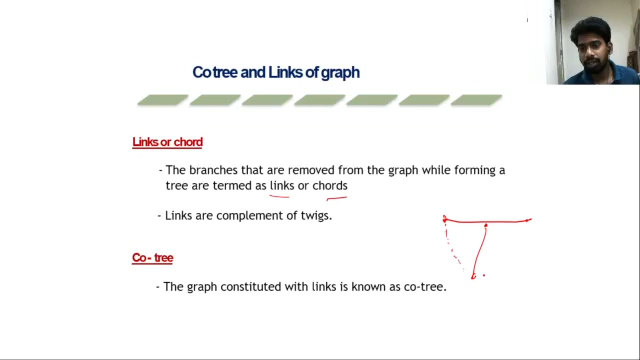 Cotree and Links of graph
Links or chord
- The branches that are removed from the graph while forming a
tree are termed as links or chords
- Links are complement of twigs.
Co - tree
- The graph constituted with links is known as co-tree.